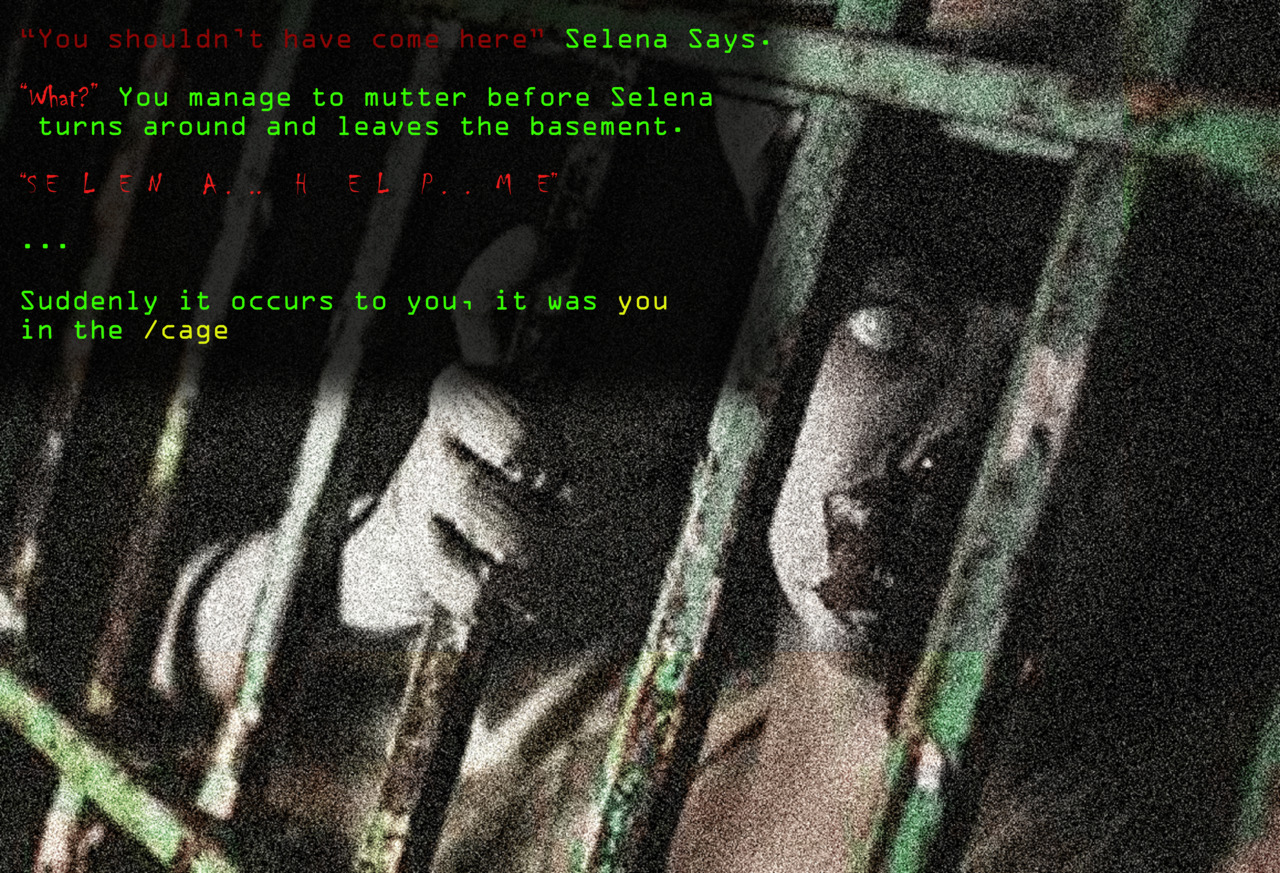 “You shouldn’t have come here” Selena Says.
“What?” You manage to mutter before Selena
turns around and leaves the basement.
“S E L E N A . .. H E L P . . M E”
...
Suddenly it occurs to you, it was you
in the /cage